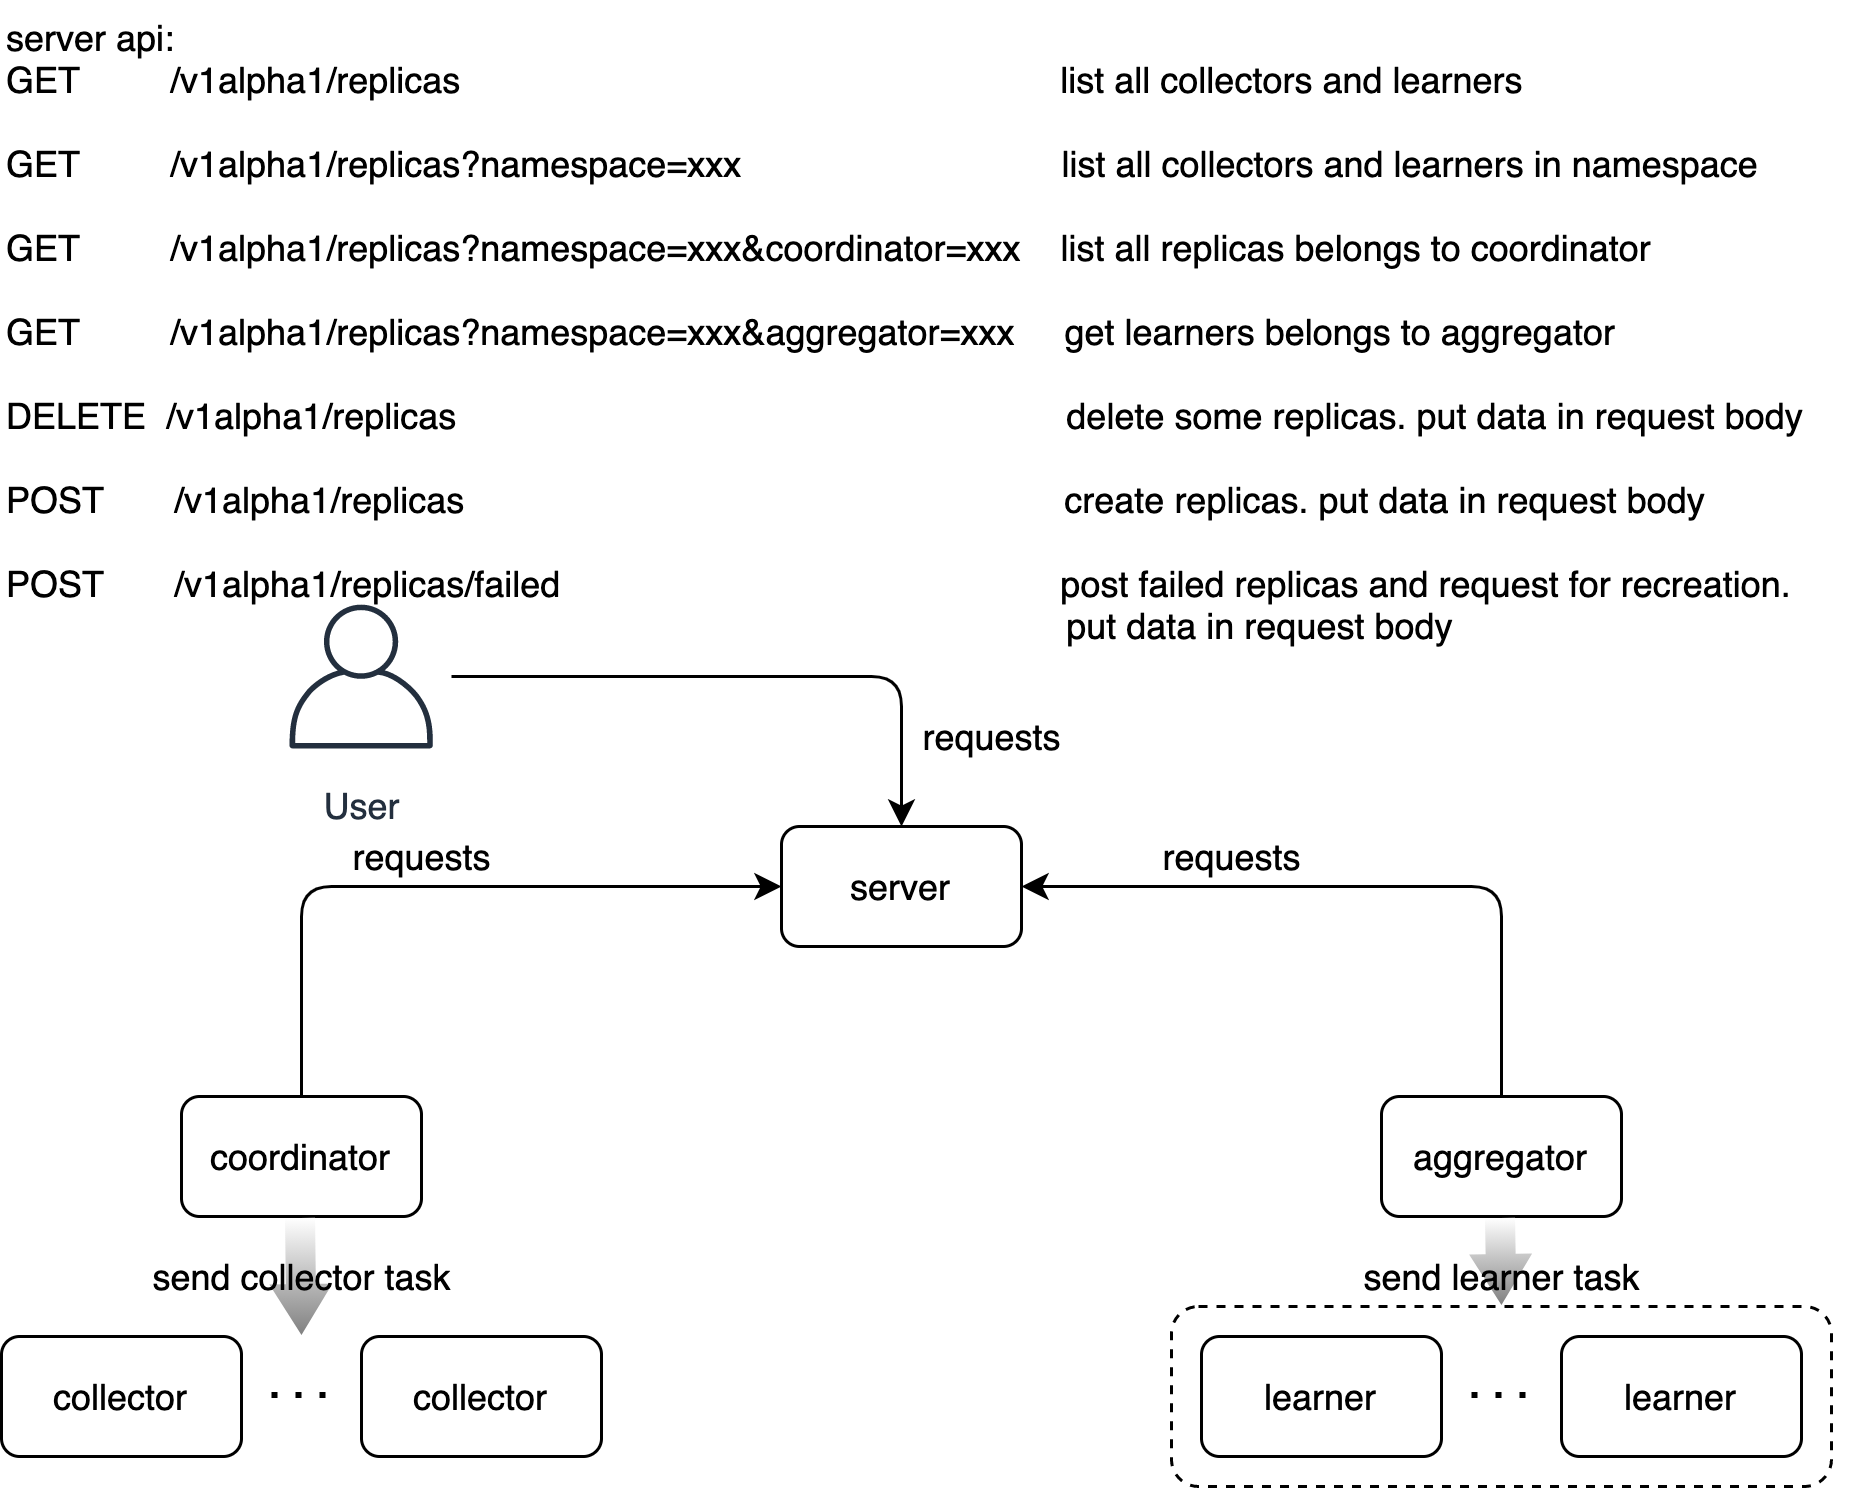 server api:
GET /v1alpha1/replicas list all collectors and learners
GET /v1alpha1/replicas?namespace=xxx list all collectors and learners in namespace
GET /v1alpha1/replicas?namespace=xxx&coordinator=xxx list all replicas belongs to coordinator
GET /v1alpha1/replicas?namespace=xxx&aggregator=xxx get learners belongs to aggregator
DELETE /v1alpha1/replicas delete some replicas. put data in request body
POST /v1alpha1/replicas create replicas. put data in request body
POST /v1alpha1/replicas/failed post failed replicas and request for recreation.
put data in request body
requests
User
requests
requests
server
coordinator
aggregator
send collector task
send learner task
collector
. . .
collector
learner
. . .
learner